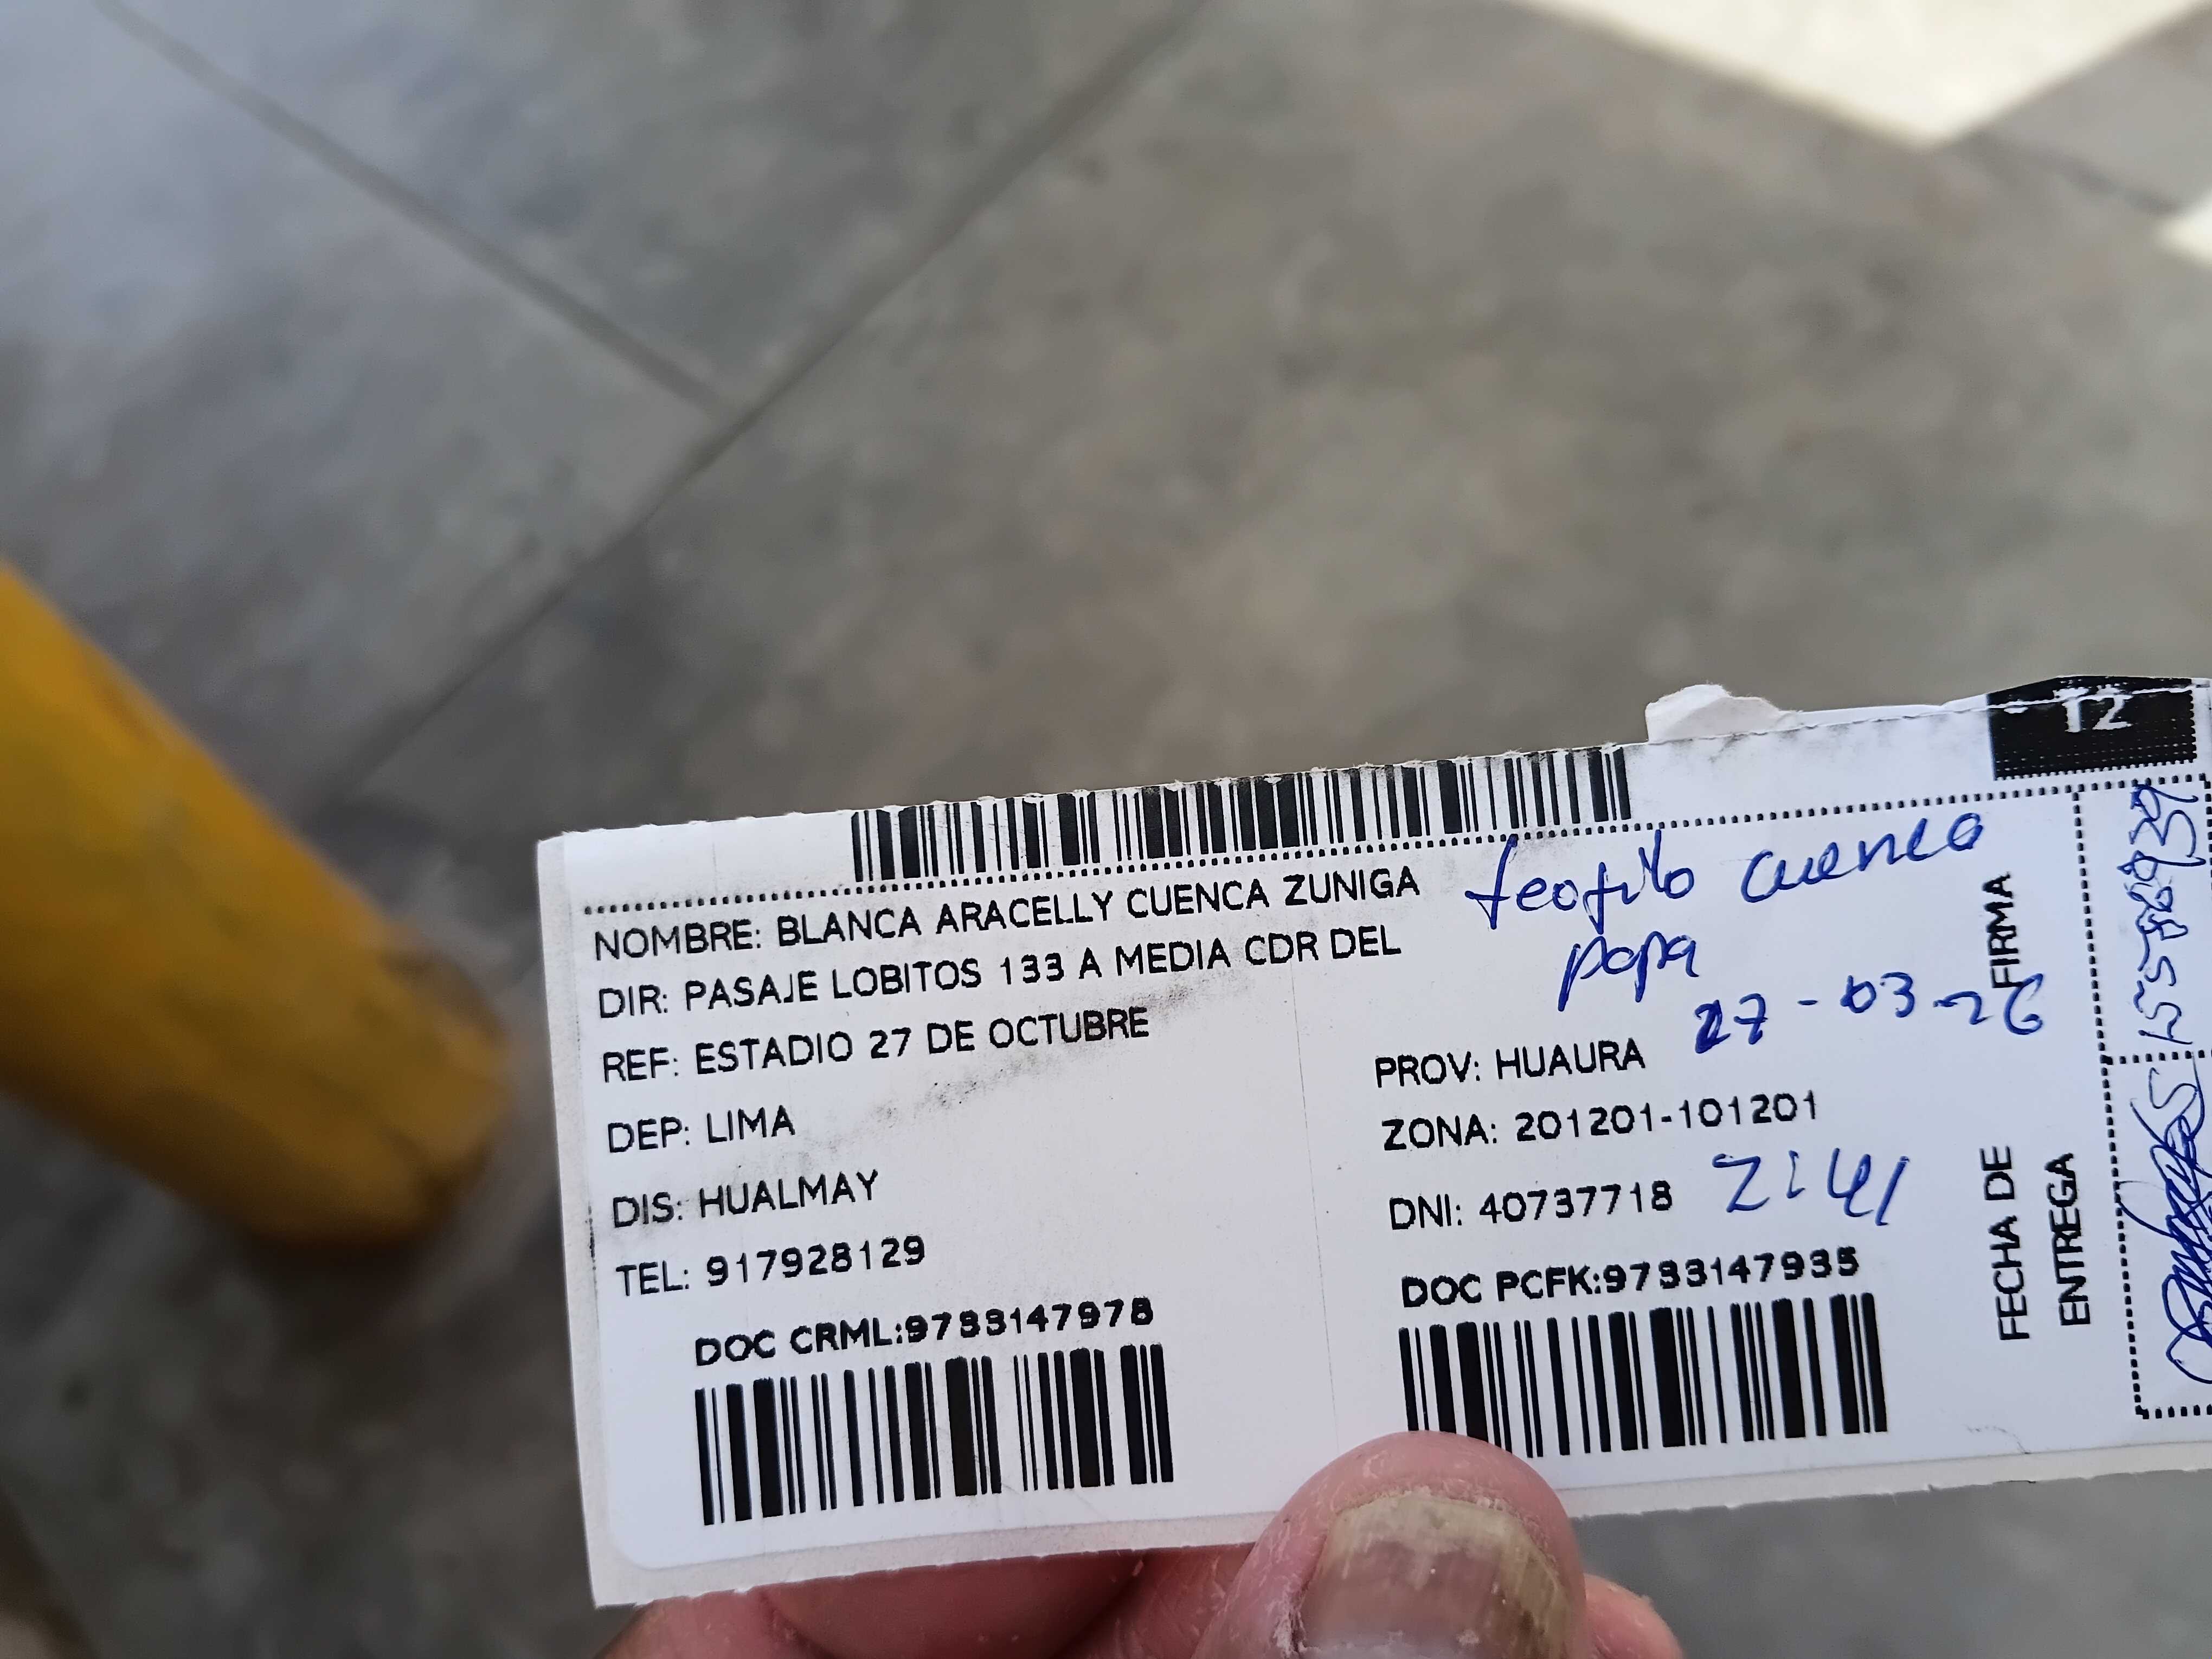 12
NOMBRE: BLANCA ARACELLY CUENCA ZUNIGA
DIR: PASAJE LOBITOS 133 A MEDIA CDR DEL
REF: ESTADIO 27 DE OCTUBRE
DEP: LIMA
DIS: HUALMAY
TEL: 917928129
DOC CRML:9733147978
teofilo cuenca
papa
27-03-26
PROV: HUAURA
ZONA: 201201-101201
DNI: 40737718
2:41
DOC PCFK:9733147935
FIRMA
FECHA DE
ENTREGA